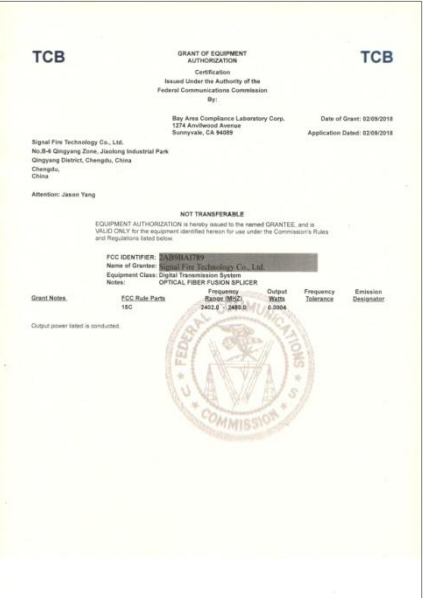 TCB
GRANT OF EQUIPMENT
AUTHORIZATION
TCB
Certification
Issued Under the Authority of the
Federal Communications Commission
By:
Bay Area Compliance Laboratory Corp.
1274 Anvilwood Avenue
Sunnyvale, CA 94089
Date of Grant: 02/09/2018
Application Dated: 02/09/2018
Signal Fire Technology Co., Ltd.
No.B-6 Qingyang Zone, Jiaolong Industrial Park
Qingyang District, Chengdu, China
Chengdu,
China
Attention: Jason Yang
NOT TRANSFERABLE
EQUIPMENT AUTHORIZATION is hereby issued to the named GRANTEE, and is
VALID ONLY for the equipment identified hereon for use under the Commission's Rules
and Regulations listed below.
FCC IDENTIFIER: 2AB9BAI789
Name of Grantee: Signal Fire Technology Co., Ltd.
Equipment Class: Digital Transmission System
Notes: OPTICAL FIBER FUSION SPLICER
Grant Notes FCC Rule Parts Frequency Range (MHZ) Output Watts Frequency Tolerance Emission Designator
15C 2402.0 - 2480.0 0.0004
Output power listed is conducted.
FEDERAL COMMUNICATIONS
COMMISSION
U S